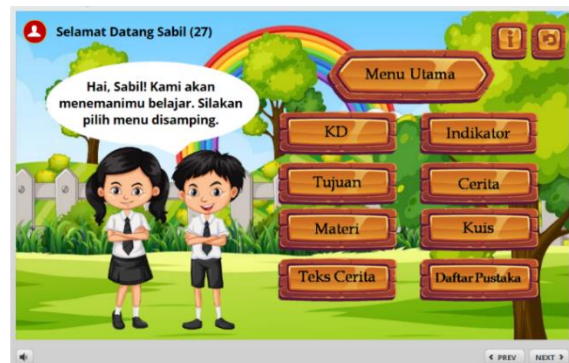 Selamat Datang Sabil (27)
Hai, Sabil! Kami akan
menemanimu belajar. Silakan
pilih menu disamping.
Menu Utama
KD
Indikator
Tujuan
Cerita
Materi
Kuis
Teks Cerita
Daftar Pustaka
< PREV
NEXT >